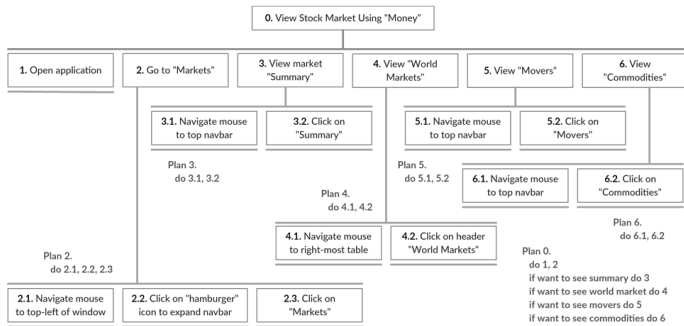 0. View Stock Market Using "Money"
1. Open application
2. Go to "Markets"
3. View market
"Summary"
4. View "World
Markets"
5. View "Movers"
6. View
"Commodities"
3.1. Navigate mouse
to top navbar
3.2. Click on
"Summary"
5.1. Navigate mouse
to top navbar
5.2. Click on
"Movers"
Plan 3.
do 3.1, 3.2
Plan 5.
do 5.1, 5.2
6.1. Navigate mouse
to top navbar
6.2. Click on
"Commodities"
Plan 4.
do 4.1, 4.2
4.1. Navigate mouse
to right-most table
4.2. Click on header
"World Markets"
Plan 6.
do 6.1, 6.2
Plan 2.
do 2.1, 2.2, 2.3
Plan 0.
do 1, 2
if want to see summary do 3
if want to see world market do 4
if want to see movers do 5
if want to see commodities do 6
2.1. Navigate mouse
to top-left of window
2.2. Click on "hamburger"
icon to expand navbar
2.3. Click on
"Markets"